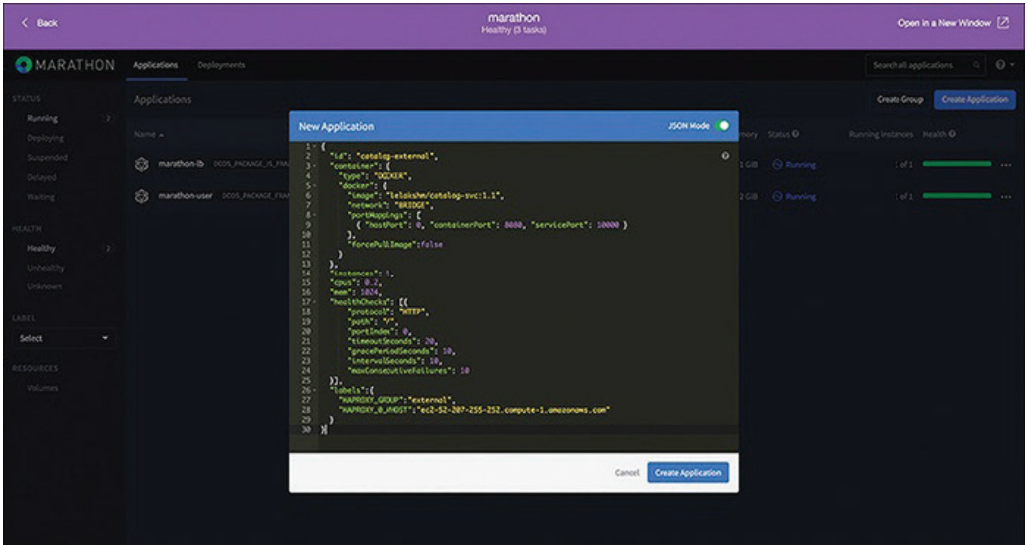 Back
marathon
Healthy (3 tasks)
Open in a New Window
MARATHON
Applications
Deployments
Search all applications
STATUS
Running 2
Deploying
Suspended
Delayed
Waiting
HEALTH
Healthy 2
Unhealthy
Unknown
LABEL
Select
RESOURCES
Volumes
Applications
Create Group
Create Application
Name
Status
Running Instances
Health
marathon-lb
Running
1 of 1
marathon-user
Running
1 of 1
New Application
JSON Mode
1 {
2 "id": "catalog-external",
3 "container": {
4 "type": "DOCKER",
5 "docker": {
6 "image": "lelakshm/catalog-svc:1.1",
7 "network": "BRIDGE",
8 "portMappings": [
9 { "hostPort": 0, "containerPort": 8080, "servicePort": 10000 }
10 ],
11 "forcePullImage":false
12 }
13 },
14 "instances": 1,
15 "cpus": 0.2,
16 "mem": 1024,
17 "healthChecks": [{
18 "protocol": "HTTP",
19 "path": "/",
20 "portIndex": 0,
21 "timeoutSeconds": 20,
22 "gracePeriodSeconds": 10,
23 "intervalSeconds": 10,
24 "maxConsecutiveFailures": 10
25 }],
26 "labels":{
27 "HAPROXY_GROUP":"external",
28 "HAPROXY_0_VHOST":"ec2-52-207-255-252.compute-1.amazonaws.com"
29 }
30 }
Cancel
Create Application